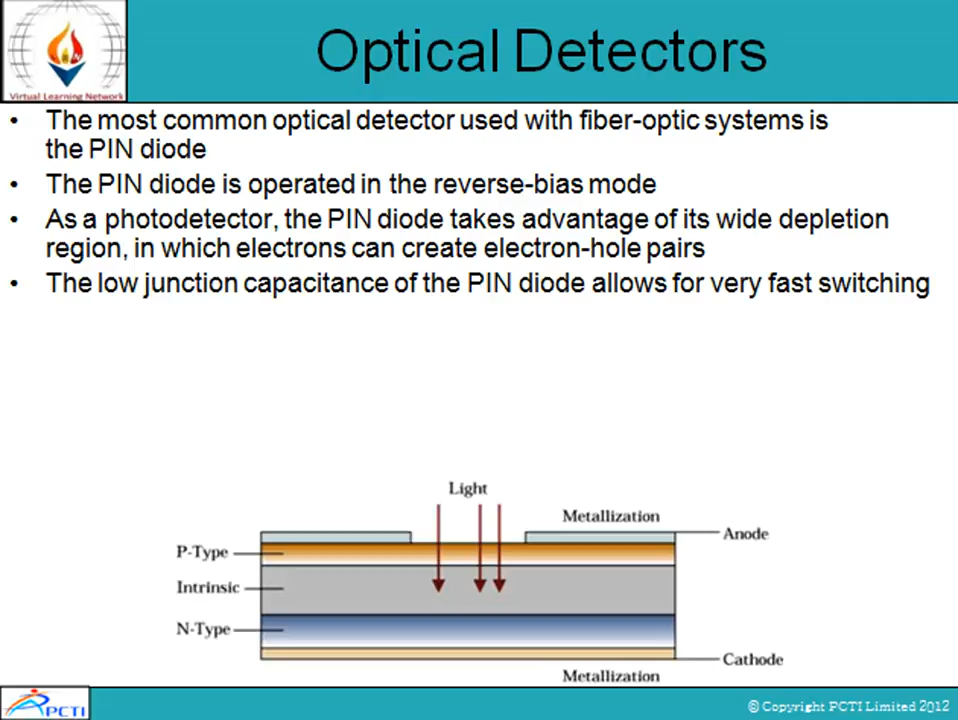 Optical Detectors
Virtual Learning Network
• The most common optical detector used with fiber-optic systems is
the PIN diode
• The PIN diode is operated in the reverse-bias mode
• As a photodetector, the PIN diode takes advantage of its wide depletion
region, in which electrons can create electron-hole pairs
• The low junction capacitance of the PIN diode allows for very fast switching
Light
Metallization
Anode
P-Type
Intrinsic
N-Type
Cathode
Metallization
PCTI
© Copyright PCTI Limited 2012